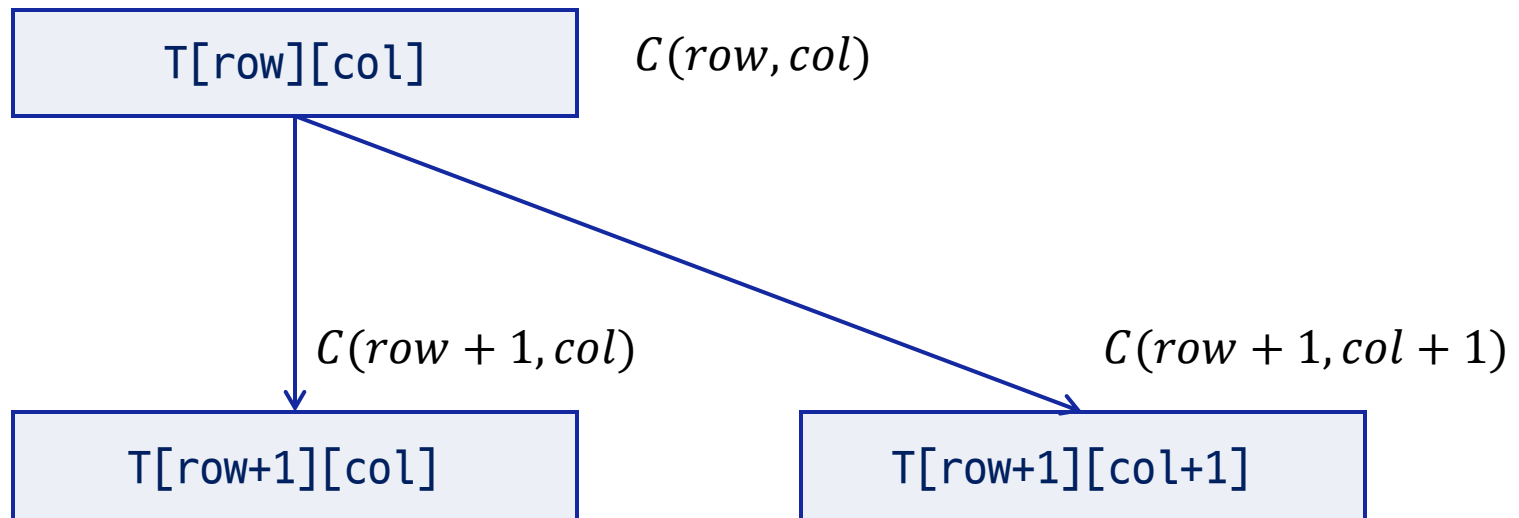 T[row][col]
C(row, col)
C(row + 1, col)
C(row + 1, col + 1)
T[row+1][col]
T[row+1][col+1]